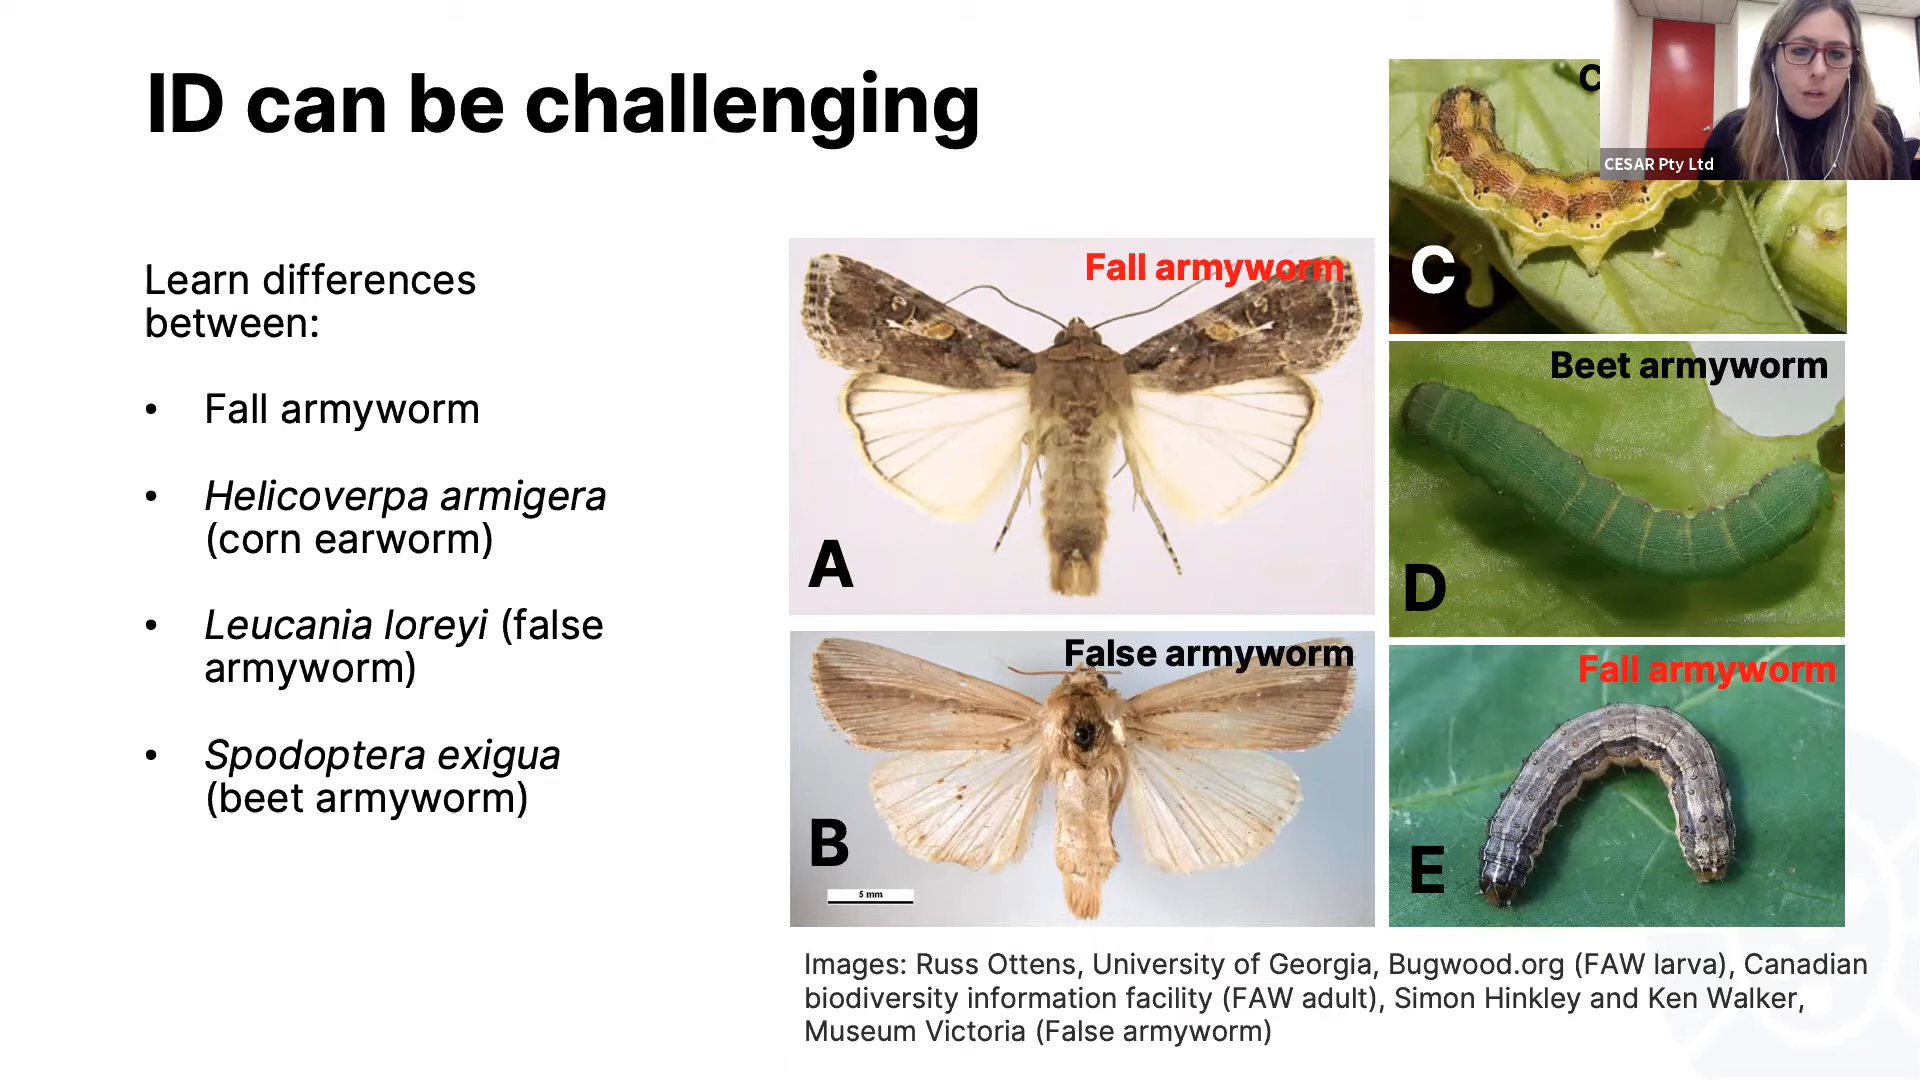 ID can be challenging
Learn differences
between:
• Fall armyworm
• Helicoverpa armigera
(corn earworm)
• Leucania loreyi (false
armyworm)
• Spodoptera exigua
(beet armyworm)
Fall armyworm
A
False armyworm
B
5 mm
C
C
CESAR Pty Ltd
Beet armyworm
D
Fall armyworm
E
Images: Russ Ottens, University of Georgia, Bugwood.org (FAW larva), Canadian
biodiversity information facility (FAW adult), Simon Hinkley and Ken Walker,
Museum Victoria (False armyworm)